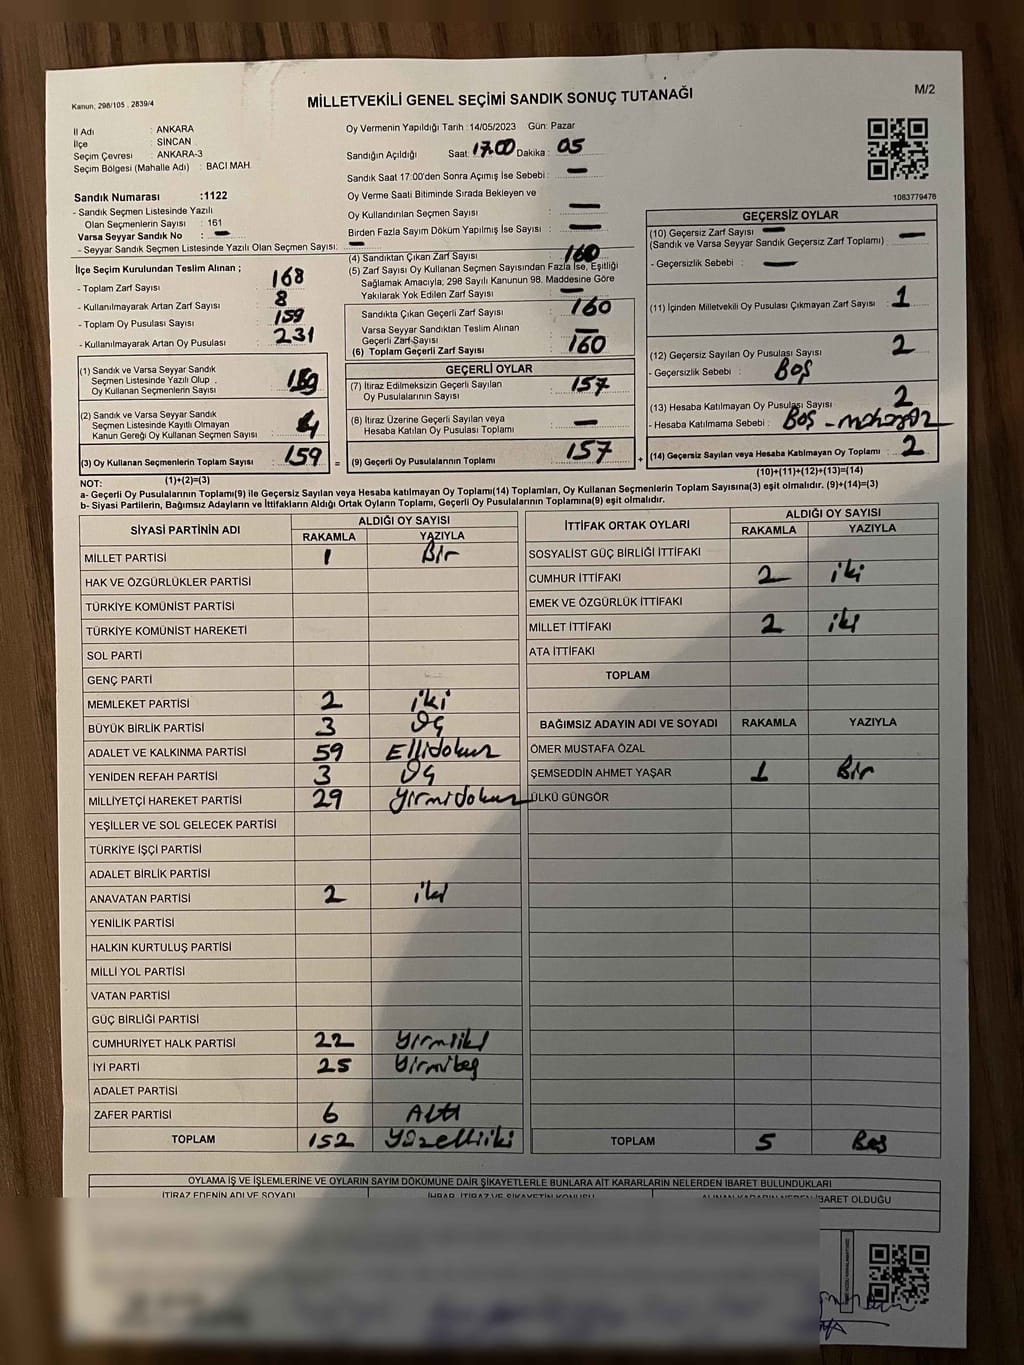 Kanun, 298/105 , 2839/4
MİLLETVEKİLİ GENEL SEÇİMİ SANDIK SONUÇ TUTANAĞI
M/2
İl Adı : ANKARA
İlçe : SİNCAN
Seçim Çevresi : ANKARA-3
Seçim Bölgesi (Mahalle Adı) : BACI MAH.
Sandık Numarası :1122
- Sandık Seçmen Listesinde Yazılı
Olan Seçmenlerin Sayısı : 161
Varsa Seyyar Sandık No : —
- Seyyar Sandık Seçmen Listesinde Yazılı Olan Seçmen Sayısı: —
İlçe Seçim Kurulundan Teslim Alınan ;
- Toplam Zarf Sayısı : 168
- Kullanılmayarak Artan Zarf Sayısı : 8
- Toplam Oy Pusulası Sayısı : 159
- Kullanılmayarak Artan Oy Pusulası : 231
(1) Sandık ve Varsa Seyyar Sandık
Seçmen Listesinde Yazılı Olup ,
Oy Kullanan Seçmenlerin Sayısı :
(2) Sandık ve Varsa Seyyar Sandık
Seçmen Listesinde Kayıtlı Olmayan
Kanun Gereği Oy Kullanan Seçmen Sayısı :
(3) Oy Kullanan Seçmenlerin Toplam Sayısı : 159
(1)+(2)=(3)
Oy Vermenin Yapıldığı Tarih :14/05/2023 Gün: Pazar
Sandığın Açıldığı Saat: 17.00 Dakika : 05
Sandık Saat 17:00'den Sonra Açımış İse Sebebi : —
Oy Verme Saati Bitiminde Sırada Bekleyen ve
Oy Kullandırılan Seçmen Sayısı : —
Birden Fazla Sayım Döküm Yapılmış İse Sayısı : —
(4) Sandıktan Çıkan Zarf Sayısı : 160
(5) Zarf Sayısı Oy Kullanan Seçmen Sayısından Fazla İse, Eşitliği
Sağlamak Amacıyla; 298 Sayılı Kanunun 98. Maddesine Göre
Yakılarak Yok Edilen Zarf Sayısı : —
Sandıkta Çıkan Geçerli Zarf Sayısı : 160
Varsa Seyyar Sandıktan Teslim Alınan
Geçerli Zarf Sayısı : —
(6) Toplam Geçerli Zarf Sayısı : 160
GEÇERLİ OYLAR
(7) İtiraz Edilmeksizin Geçerli Sayılan
Oy Pusulalarının Sayısı : 157
(8) İtiraz Üzerine Geçerli Sayılan veya
Hesaba Katılan Oy Pusulası Toplamı : —
= (9) Geçerli Oy Pusulalarının Toplamı : 157 +
1083779476
GEÇERSİZ OYLAR
(10) Geçersiz Zarf Sayısı : —
(Sandık ve Varsa Seyyar Sandık Geçersiz Zarf Toplamı) : —
- Geçersizlik Sebebi : —
(11) İçinden Milletvekili Oy Pusulası Çıkmayan Zarf Sayısı : 1
(12) Geçersiz Sayılan Oy Pusulası Sayısı : 2
- Geçersizlik Sebebi : Boş
(13) Hesaba Katılmayan Oy Pusulası Sayısı : 2
- Hesaba Katılmama Sebebi : Boş -
(14) Geçersiz Sayılan veya Hesaba Katılmayan Oy Toplamı : 2
(10)+(11)+(12)+(13)=(14)
NOT:
a- Geçerli Oy Pusulalarının Toplamı(9) ile Geçersiz Sayılan veya Hesaba katılmayan Oy Toplamı(14) Toplamları, Oy Kullanan Seçmenlerin Toplam Sayısına(3) eşit olmalıdır. (9)+(14)=(3)
b- Siyasi Partilerin, Bağımsız Adayların ve İttifakların Aldığı Ortak Oyların Toplamı, Geçerli Oy Pusulalarının Toplamına(9) eşit olmalıdır.
SİYASİ PARTİNİN ADI ALDIĞI OY SAYISI
RAKAMLA YAZIYLA
MİLLET PARTİSİ 1 Bir
HAK VE ÖZGÜRLÜKLER PARTİSİ
TÜRKİYE KOMÜNİST PARTİSİ
TÜRKİYE KOMÜNİST HAREKETİ
SOL PARTİ
GENÇ PARTİ
MEMLEKET PARTİSİ 2 iki
BÜYÜK BİRLİK PARTİSİ 3 Üç
ADALET VE KALKINMA PARTİSİ 59 Ellidokuz
YENİDEN REFAH PARTİSİ 3 Üç
MİLLİYETÇİ HAREKET PARTİSİ 29 Yirmidokuz
YEŞİLLER VE SOL GELECEK PARTİSİ
TÜRKİYE İŞÇİ PARTİSİ
ADALET BİRLİK PARTİSİ
ANAVATAN PARTİSİ 2 iki
YENİLİK PARTİSİ
HALKIN KURTULUŞ PARTİSİ
MİLLİ YOL PARTİSİ
VATAN PARTİSİ
GÜÇ BİRLİĞİ PARTİSİ
CUMHURİYET HALK PARTİSİ 22 Yirmiiki
İYİ PARTİ 25 Yirmibeş
ADALET PARTİSİ
ZAFER PARTİSİ 6 Altı
TOPLAM 152 Yüzelliiki
İTTİFAK ORTAK OYLARI ALDIĞI OY SAYISI
RAKAMLA YAZIYLA
SOSYALİST GÜÇ BİRLİĞİ İTTİFAKI
CUMHUR İTTİFAKI 2 iki
EMEK VE ÖZGÜRLÜK İTTİFAKI
MİLLET İTTİFAKI 2 iki
ATA İTTİFAKI
TOPLAM
BAĞIMSIZ ADAYIN ADI VE SOYADI RAKAMLA YAZIYLA
ÖMER MUSTAFA ÖZAL
ŞEMSEDDİN AHMET YAŞAR 1 Bir
ÜLKÜ GÜNGÖR
TOPLAM 5 Beş
OYLAMA İŞ VE İŞLEMLERİNE VE OYLARIN SAYIM DÖKÜMÜNE DAİR ŞİKAYETLERLE BUNLARA AİT KARARLARIN NELERDEN İBARET BULUNDUKLARI
İTİRAZ EDENİN ADI VE SOYADI İHBAR, İTİRAZ VE ŞİKAYETİN KONUSU ALINAN KARARIN NEDEN İBARET OLDUĞU